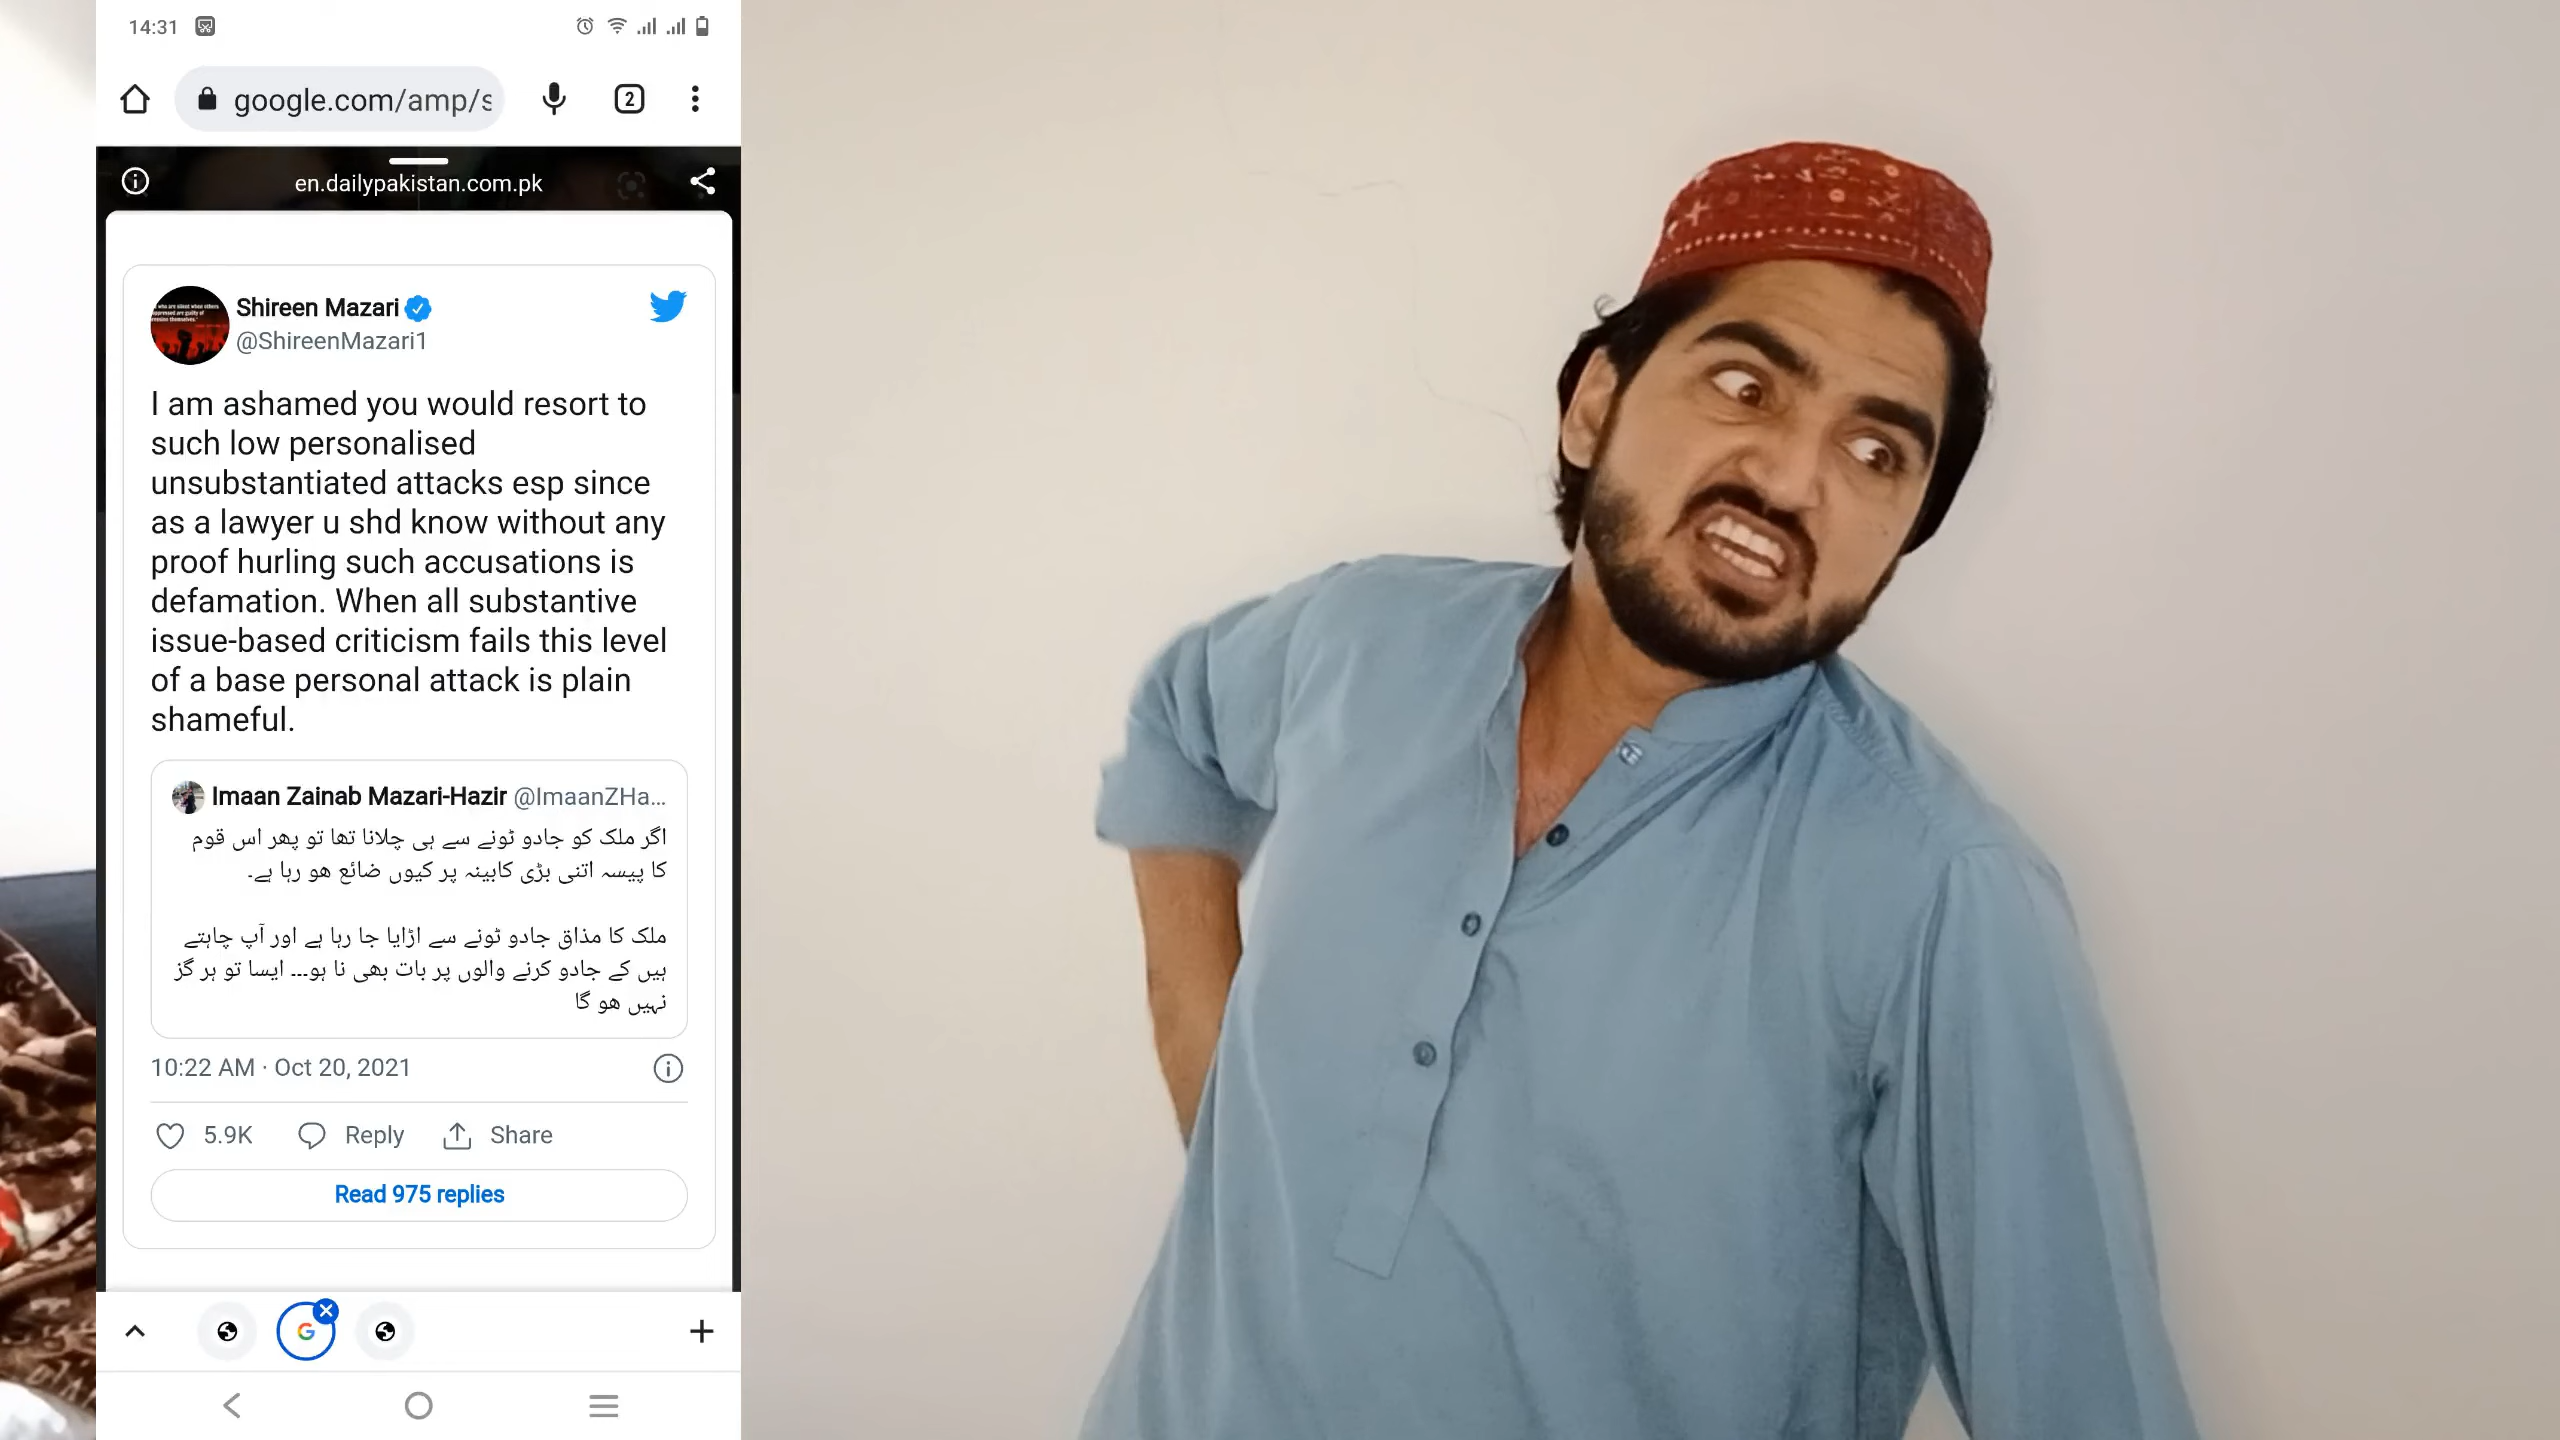 14:31
google.com/amp/s
2
en.dailypakistan.com.pk
Shireen Mazari
@ShireenMazari1
I am ashamed you would resort to
such low personalised
unsubstantiated attacks esp since
as a lawyer u shd know without any
proof hurling such accusations is
defamation. When all substantive
issue-based criticism fails this level
of a base personal attack is plain
shameful.
Imaan Zainab Mazari-Hazir @ImaanZHa...
اگر ملک کو جادو ٹونے سے ہی چلانا تھا تو پھر اس قوم
کا پیسہ اتنی بڑی کابینہ پر کیوں ضائع ھو رہا ہے۔
ملک کا مذاق جادو ٹونے سے اڑایا جا رہا ہے اور آپ چاہتے
ہیں کے جادو کرنے والوں پر بات بھی نا ہو۔۔۔ ایسا تو ہر گز
نہیں ھو گا
10:22 AM · Oct 20, 2021
5.9K Reply Share
Read 975 replies